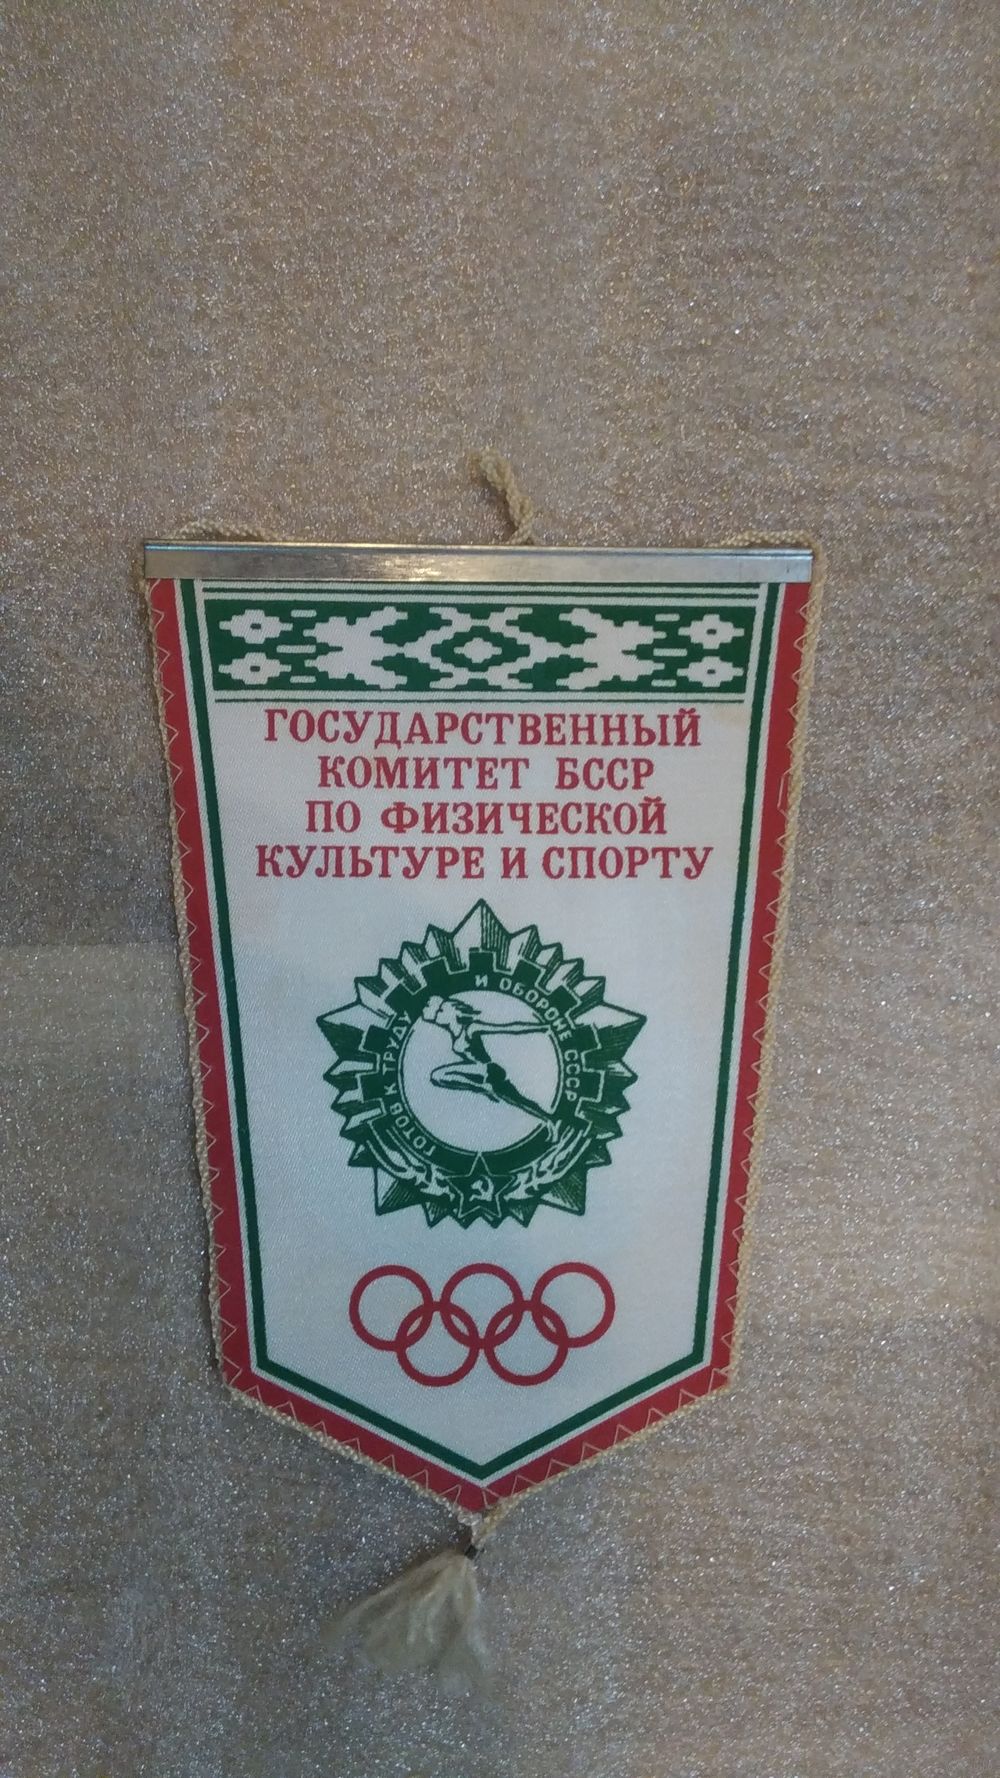 ГОСУДАРСТВЕННЫЙ
КОМИТЕТ БССР
ПО ФИЗИЧЕСКОЙ
КУЛЬТУРЕ И СПОРТУ
ГОТОВ К ТРУДУ И ОБОРОНЕ СССР